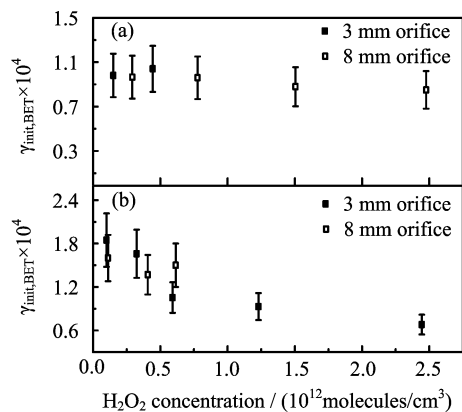 (a)
■ 3 mm orifice
□ 8 mm orifice
1.5
1.1
0.7
0.3
γinit,BET×10⁴
(b)
■ 3 mm orifice
□ 8 mm orifice
2.4
1.8
1.2
0.6
γinit,BET×10⁴
0.0 0.5 1.0 1.5 2.0 2.5
H₂O₂ concentration / (10¹²molecules/cm³)